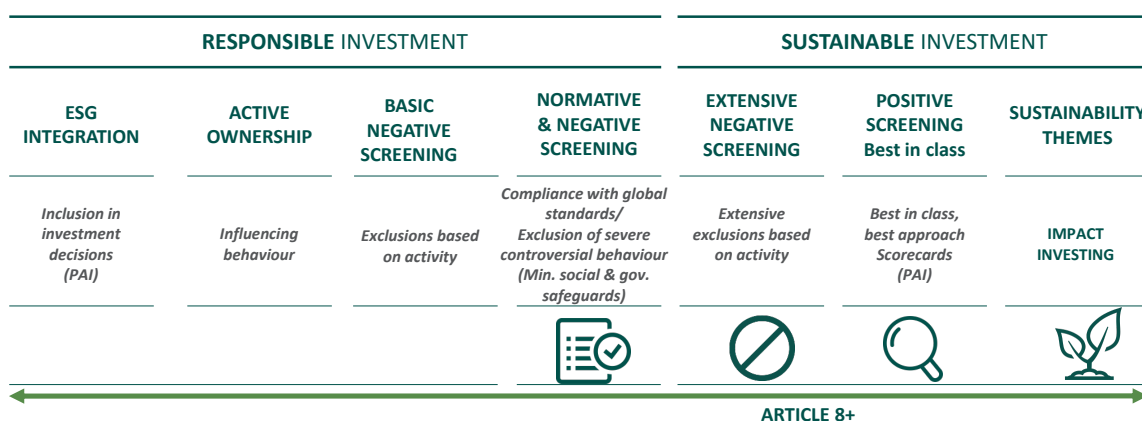 RESPONSIBLE INVESTMENT
SUSTAINABLE INVESTMENT
ESG
INTEGRATION
ACTIVE
OWNERSHIP
BASIC
NEGATIVE
SCREENING
NORMATIVE
& NEGATIVE
SCREENING
EXTENSIVE
NEGATIVE
SCREENING
POSITIVE
SCREENING
Best in class
SUSTAINABILITY
THEMES
Inclusion in
investment
decisions
(PAI)
Influencing
behaviour
Exclusions based
on activity
Compliance with global
standards/
Exclusion of severe
controversial behaviour
(Min. social & gov.
safeguards)
Extensive
exclusions based
on activity
Best in class,
best approach
Scorecards
(PAI)
IMPACT
INVESTING
ARTICLE 8+